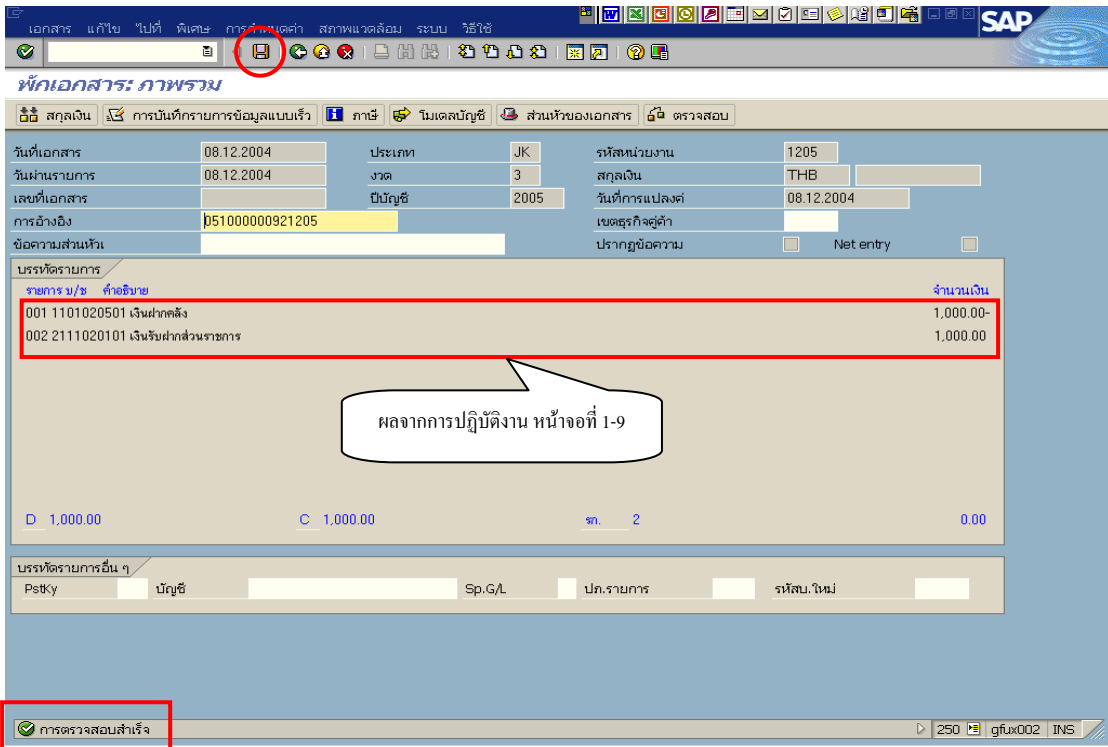 เอกสาร แก้ไข ไปที่ พิเศษ การกำหนดค่า สภาพแวดล้อม ระบบ วิธีใช้
SAP
พักเอกสาร: ภาพรวม
สกุลเงิน การบันทึกรายการข้อมูลแบบเร็ว ภาษี โมเดลบัญชี ส่วนหัวของเอกสาร ตรวจสอบ
วันที่เอกสาร 08.12.2004 ประเภท JK รหัสหน่วยงาน 1205
วันผ่านรายการ 08.12.2004 งวด 3 สกุลเงิน THB
เลขที่เอกสาร ปีบัญชี 2005 วันที่การแปลงค่ 08.12.2004
การอ้างอิง 051000000921205 เขตธุรกิจคู่ค้า
ข้อความส่วนหัวเ ปรากฏข้อความ Net entry
บรรทัดรายการ
รายการ บ/ช คำอธิบาย จำนวนเงิน
001 1101020501 เงินฝากคลัง 1,000.00-
002 2111020101 เงินรับฝากส่วนราชการ 1,000.00
ผลจากการปฏิบัติงาน หน้าจอที่ 1-9
D 1,000.00 C 1,000.00 รก. 2 0.00
บรรทัดรายการอื่น ๆ
PstKy บัญชี Sp.G/L ปภ.รายการ รหัสบ.ใหม่
การตรวจสอบสำเร็จ 250 gfux002 INS